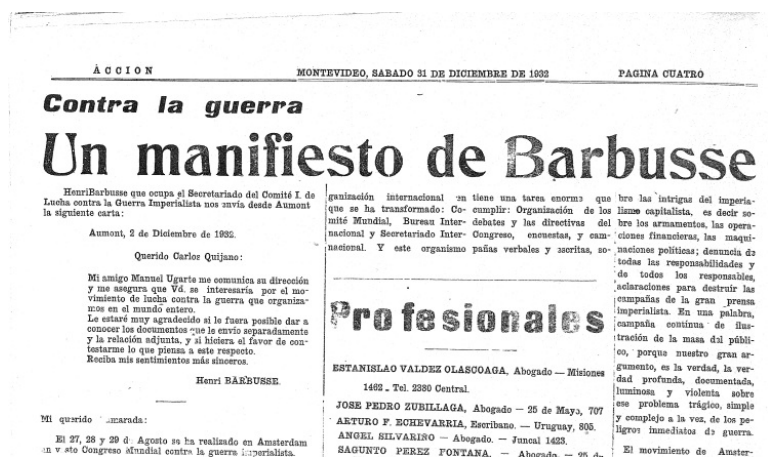 ACCION
MONTEVIDEO, SABADO 31 DE DICIEMBRE DE 1932
PAGINA CUATRO
Contra la guerra
Un manifiesto de Barbusse
HenriBarbusse que ocupa el Secretariado del Comité I. de
Lucha contra la Guerra Imperialista nos envía desde Aumont
la siguiente carta:
Aumont, 2 de Diciembre de 1932.
Querido Carlos Quijano:
Mi amigo Manuel Ugarte me comunica su dirección
y me asegura que Vd. se interesaría por el mo-
vimiento de lucha contra la guerra que organiza-
mos en el mundo entero.
Le estaré muy agradecido si le fuera posible dar a
conocer los documentos que le envío separadamente
y la relación adjunta, y si hiciera el favor de con-
testarme lo que piensa a este respecto.
Reciba mis sentimientos más sinceros.
Henri BARBUSSE.
Mi querido amarada:
El 27, 28 y 29 de Agosto se ha realizado en Amsterdam
Congreso Mundial contra la guerra imperialista.
ganización internacional en
que se ha transformado: Co-
mité Mundial, Bureau Inter-
nacional y Secretariado Inter-
nacional. Y este organismo
tiene una tarea enorme que
cumplir: Organización de los
debates y las directivas del
Congreso, encuestas, y cam-
pañas verbales y escritas, so-
bre las intrigas del imperia-
lismo capitalista, es decir so-
bre los armamentos, las opera-
ciones financieras, las maqui-
naciones políticas; denuncia de
todas las responsabilidades y
de todos los responsables,
aclaraciones para destruir las
campañas de la gran prensa
imperialista. En una palabra,
campaña continua de ilus-
tración de la masa del públi-
co, porque nuestro gran ar-
gumento, es la verdad, la ver-
dad profunda, documentada,
luminosa y violenta sobre
ese problema trágico, simple
y complejo a la vez, de los pe-
ligros inmediatos de guerra.
El movimiento de Amster-
Profesionales
ESTANISLAO VALDEZ OLASCOAGA, Abogado — Misiones
1462 . Tel. 2380 Central.
JOSE PEDRO ZUBILLAGA, Abogado — 25 de Mayo, 707
ARTURO F. ECHEVARRIA, Escribano. — Uruguay, 805.
ANGEL SILVARIÑO — Abogado. — Juncal 1423.
SAGUNTO PEREZ FONTANA. — Abogado. — 25 de